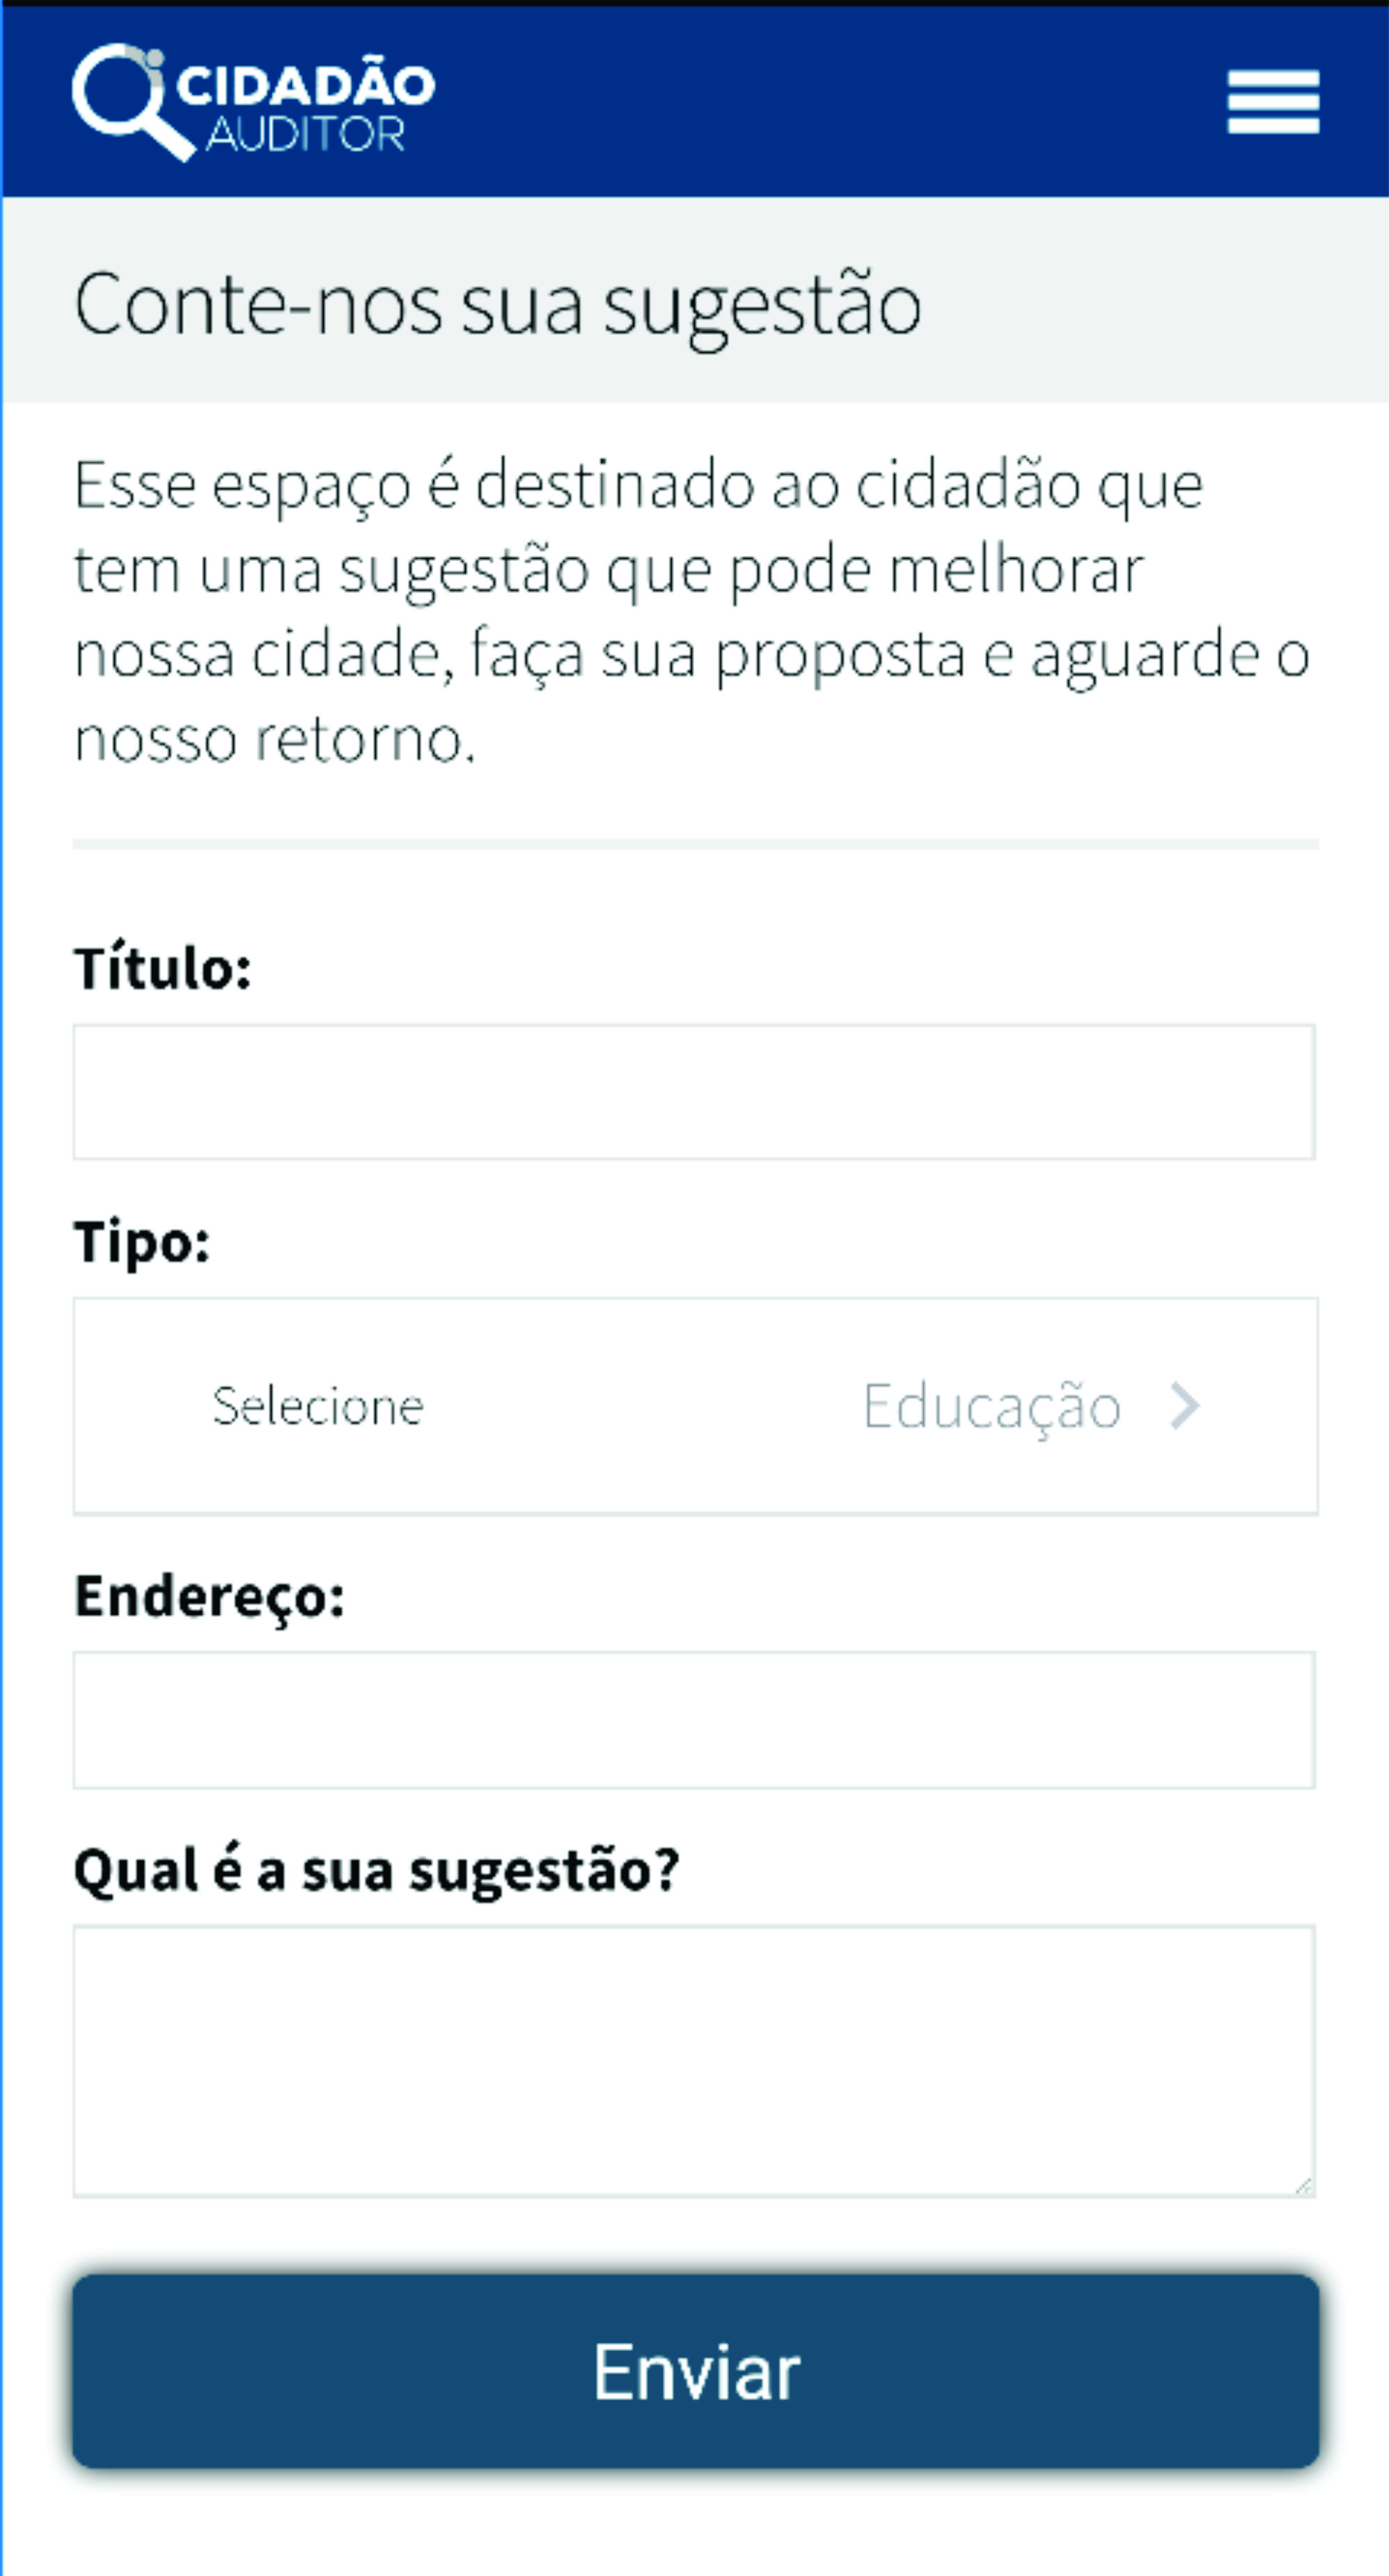 CIDADÃO
AUDITOR
Conte-nos sua sugestão
Esse espaço é destinado ao cidadão que
tem uma sugestão que pode melhorar
nossa cidade, faça sua proposta e aguarde o
nosso retorno.
Título:
Tipo:
Selecione Educação
Endereço:
Qual é a sua sugestão?
Enviar